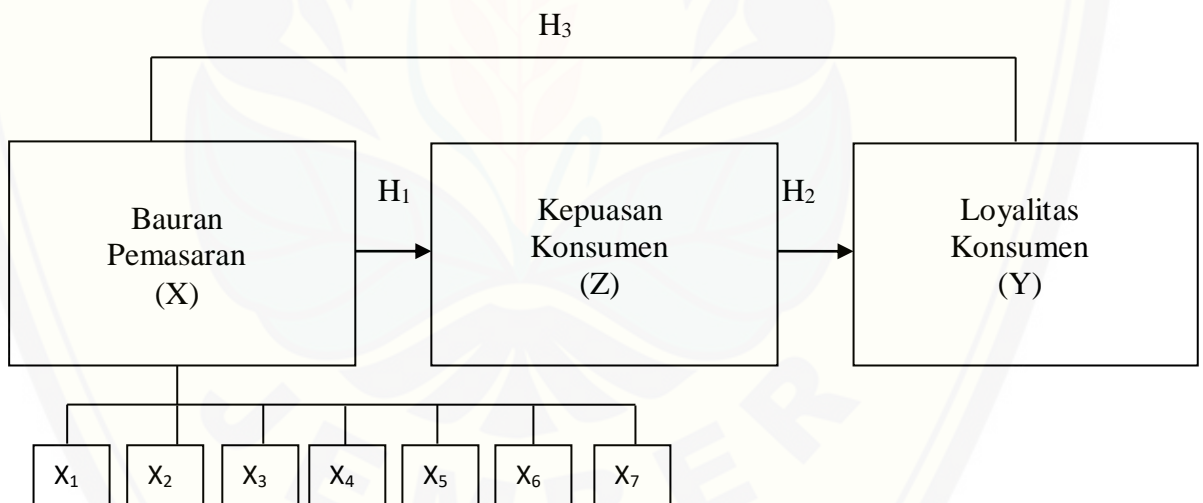 H₃
H₁
H₂
Bauran
Pemasaran
(X)
Kepuasan
Konsumen
(Z)
Loyalitas
Konsumen
(Y)
X₁ X₂ X₃ X₄ X₅ X₆ X₇